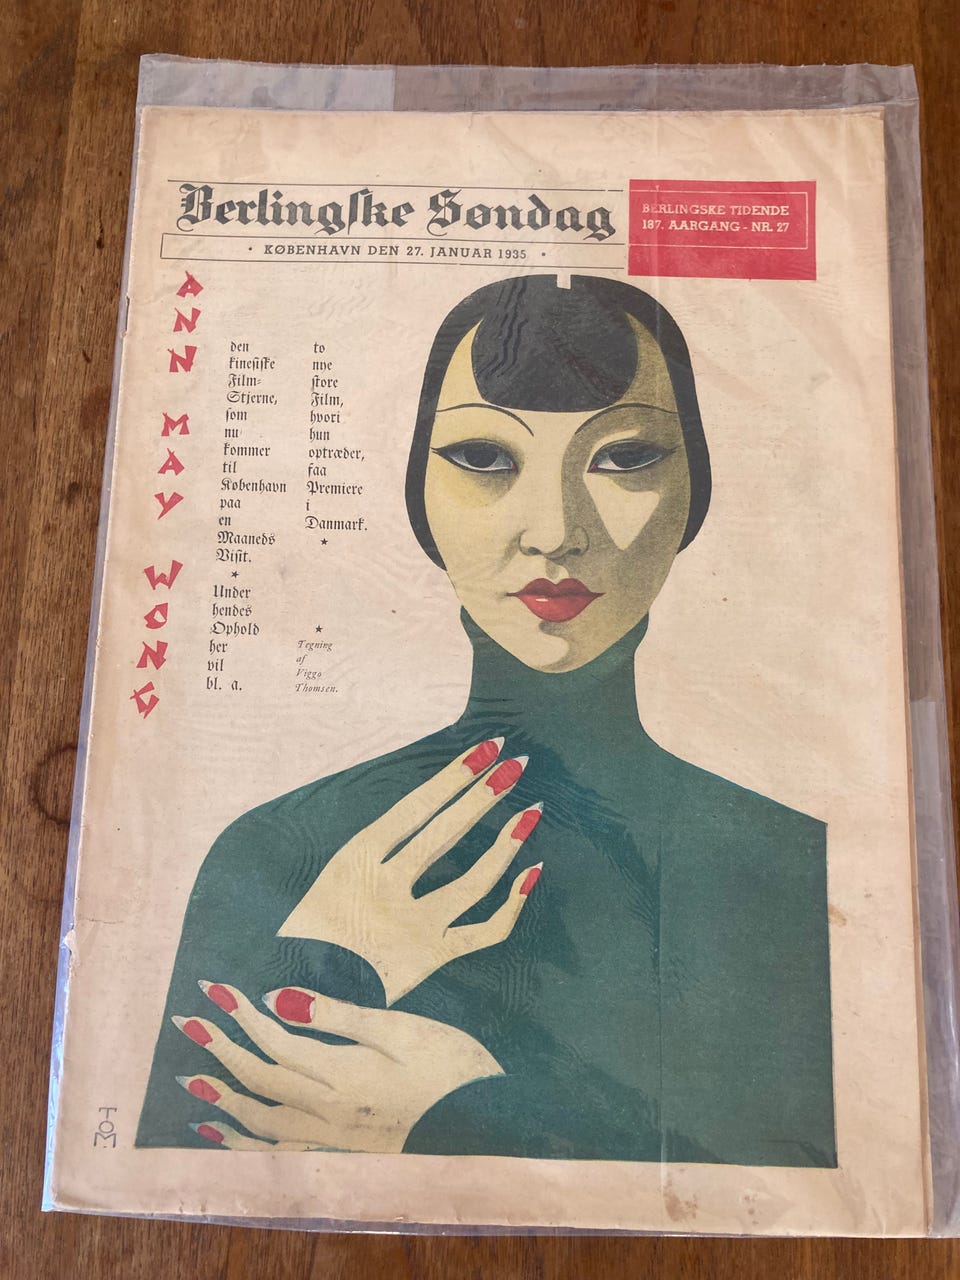 Berlingske Søndag
BERLINGSKE TIDENDE
187. AARGANG - NR. 27
· KØBENHAVN DEN 27. JANUAR 1935 ·
ANN MAY WONG
den
kinesiske
Film-
Stjerne,
som
nu
kommer
til
København
paa
en
Maaneds
Visit.
★
Under
hendes
Ophold
her
vil
bl. a.
to
nye
store
Film,
hvori
hun
optræder,
faa
Premiere
i
Danmark.
★
★
Tegning
af
Viggo
Thomsen.
TOM